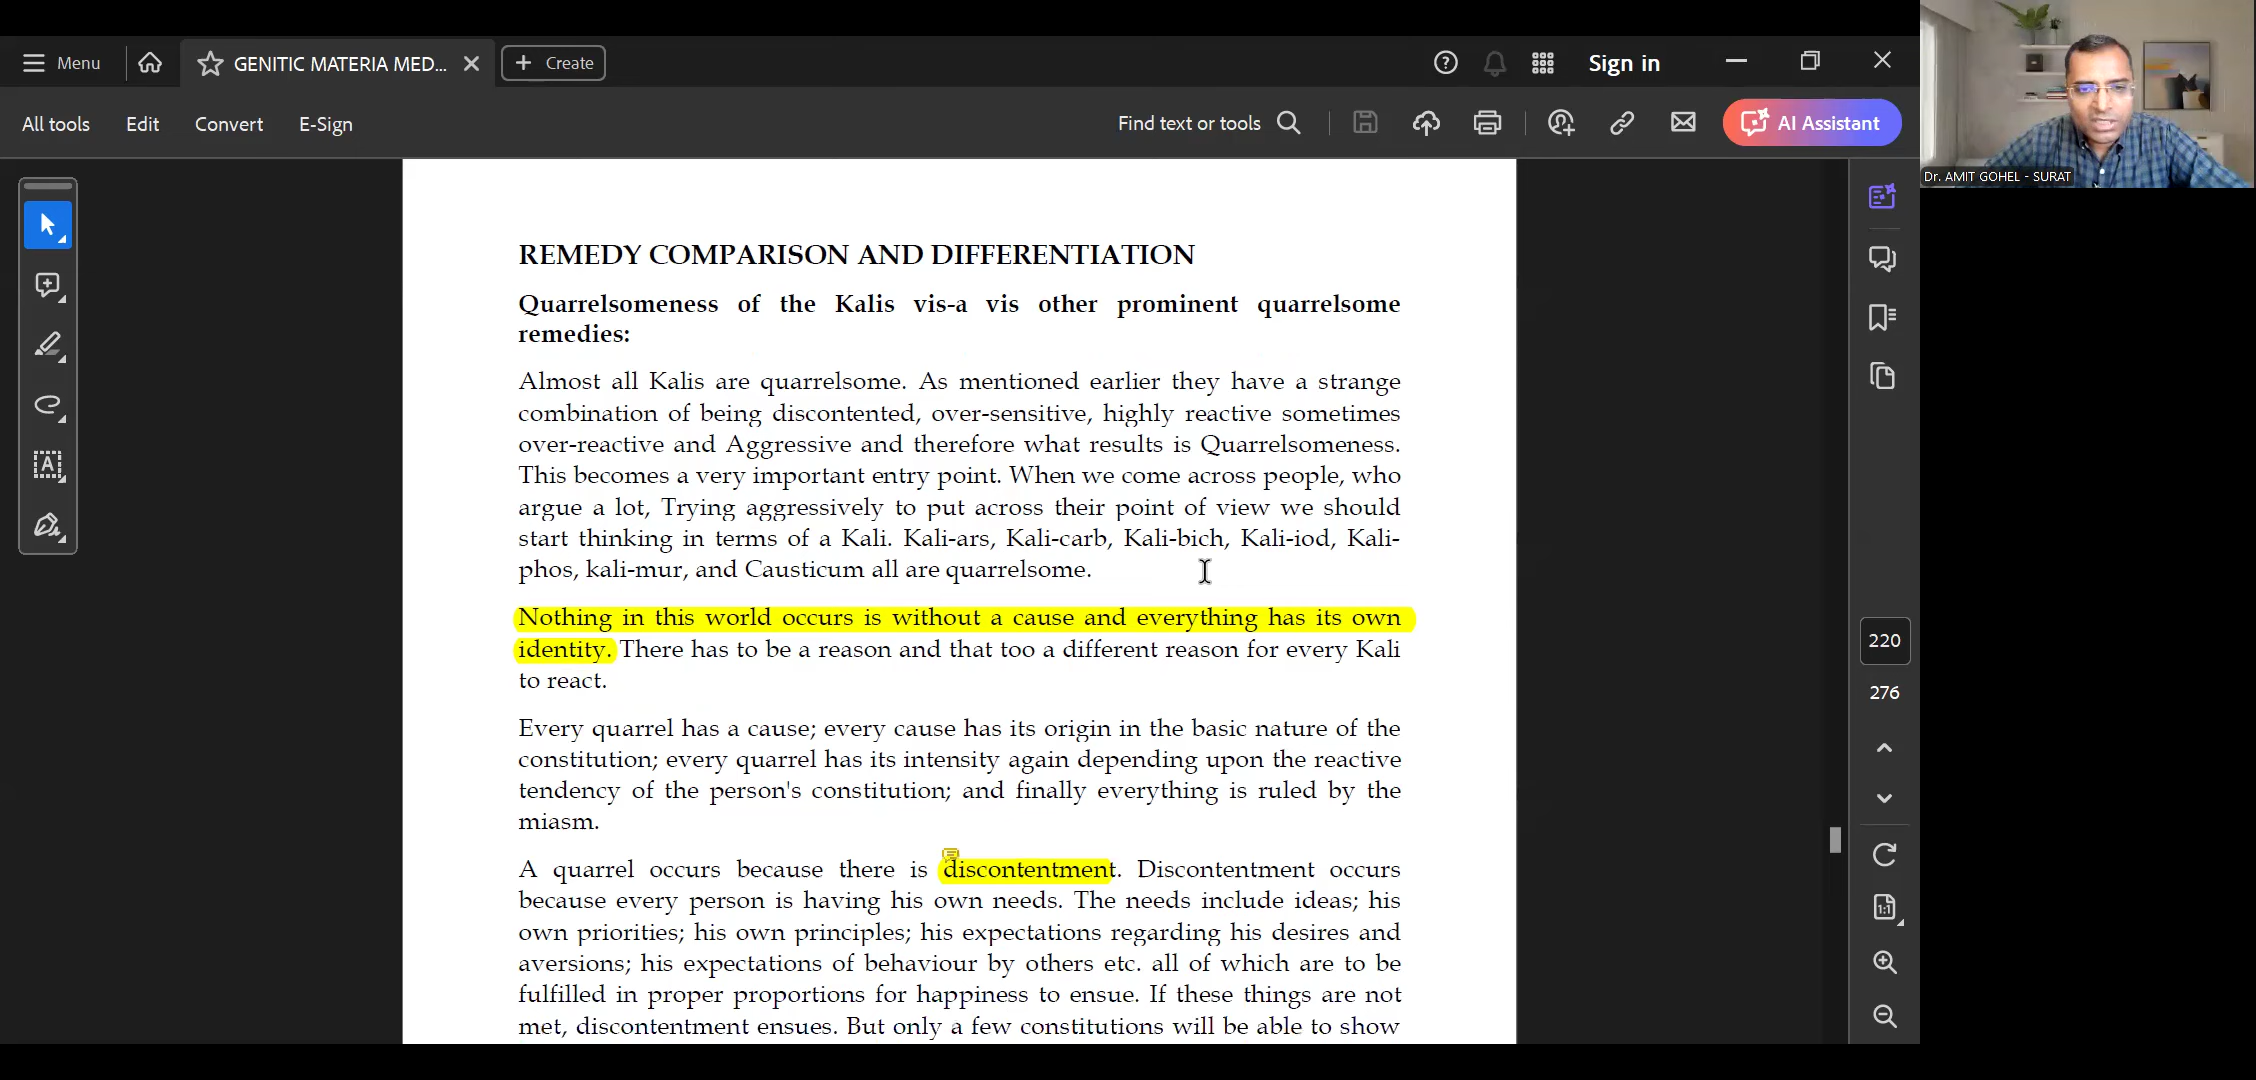 Menu
GENITIC MATERIA MED...
Create
Sign in
All tools
Edit
Convert
E-Sign
Find text or tools
AI Assistant
Dr. AMIT GOHEL - SURAT
REMEDY COMPARISON AND DIFFERENTIATION
Quarrelsomeness of the Kalis vis-a vis other prominent quarrelsome
remedies:
Almost all Kalis are quarrelsome. As mentioned earlier they have a strange
combination of being discontented, over-sensitive, highly reactive sometimes
over-reactive and Aggressive and therefore what results is Quarrelsomeness.
This becomes a very important entry point. When we come across people, who
argue a lot, Trying aggressively to put across their point of view we should
start thinking in terms of a Kali. Kali-ars, Kali-carb, Kali-bich, Kali-iod, Kali-
phos, kali-mur, and Causticum all are quarrelsome.
Nothing in this world occurs is without a cause and everything has its own
identity. There has to be a reason and that too a different reason for every Kali
to react.
Every quarrel has a cause; every cause has its origin in the basic nature of the
constitution; every quarrel has its intensity again depending upon the reactive
tendency of the person's constitution; and finally everything is ruled by the
miasm.
A quarrel occurs because there is discontentment. Discontentment occurs
because every person is having his own needs. The needs include ideas; his
own priorities; his own principles; his expectations regarding his desires and
aversions; his expectations of behaviour by others etc. all of which are to be
fulfilled in proper proportions for happiness to ensue. If these things are not
met, discontentment ensues. But only a few constitutions will be able to show
220
276
1:1